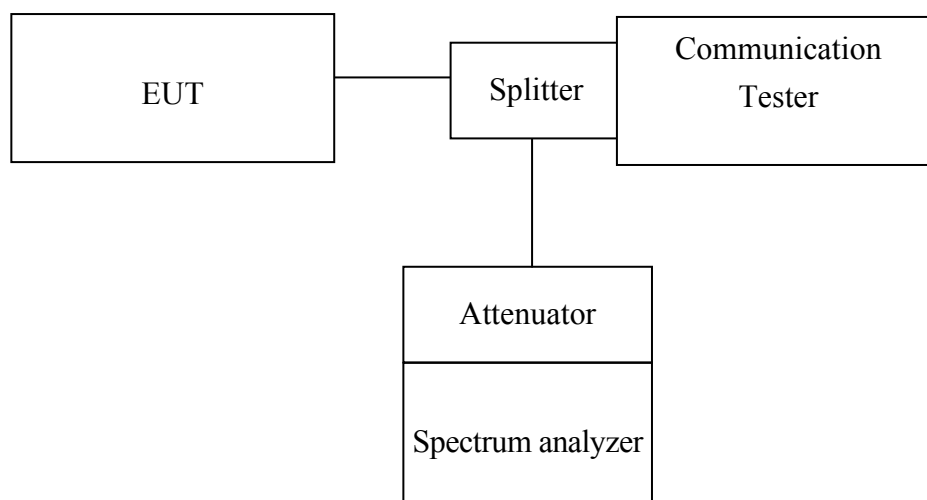 EUT
Splitter
Communication
Tester
Attenuator
Spectrum analyzer